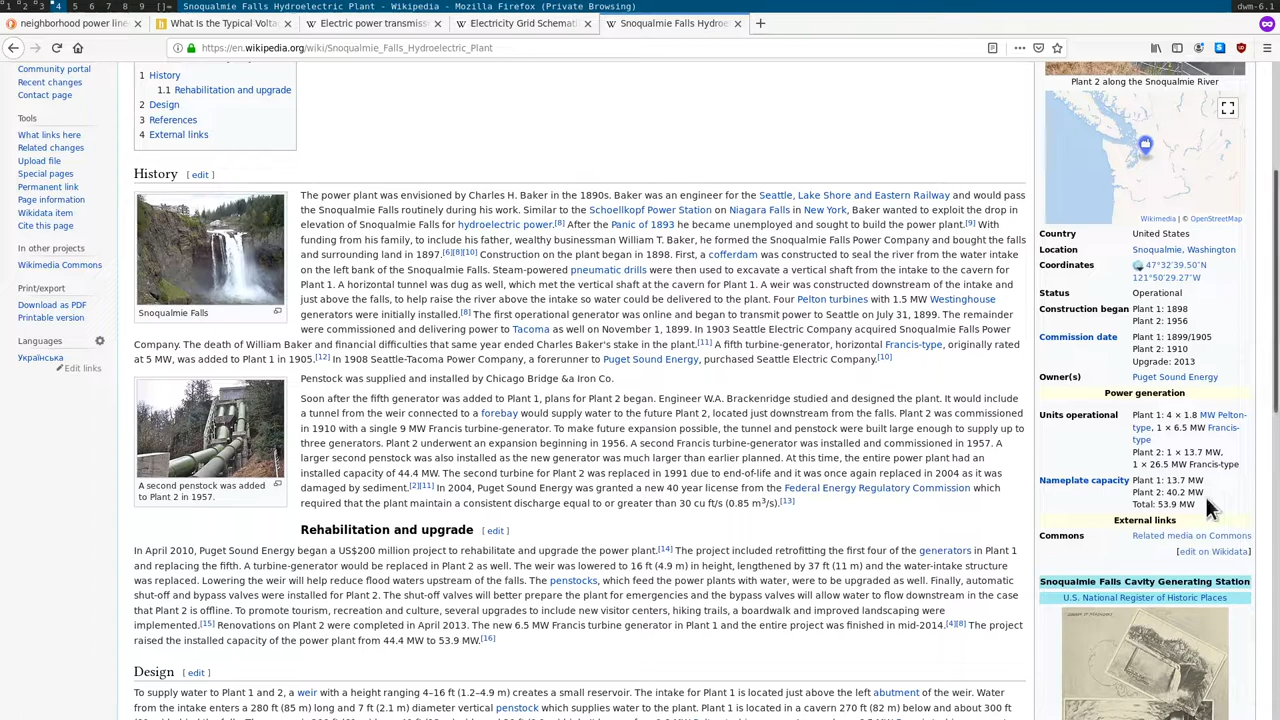 1 2 3 4 5 6 7 8 9 []= Snoqualmie Falls Hydroelectric Plant - Wikipedia - Mozilla Firefox (Private Browsing) dwm-6.1
neighborhood power line
What Is the Typical Volta
Electric power transmiss
Electricity Grid Schemati
Snoqualmie Falls Hydroe
https://en.wikipedia.org/wiki/Snoqualmie_Falls_Hydroelectric_Plant
Community portal
Recent changes
Contact page
Tools
What links here
Related changes
Upload file
Special pages
Permanent link
Page information
Wikidata item
Cite this page
In other projects
Wikimedia Commons
Print/export
Download as PDF
Printable version
Languages
Українська
Edit links
1 History
1.1 Rehabilitation and upgrade
2 Design
3 References
4 External links
History [ edit ]
Snoqualmie Falls
The power plant was envisioned by Charles H. Baker in the 1890s. Baker was an engineer for the Seattle, Lake Shore and Eastern Railway and would pass
the Snoqualmie Falls routinely during his work. Similar to the Schoellkopf Power Station on Niagara Falls in New York, Baker wanted to exploit the drop in
elevation of Snoqualmie Falls for hydroelectric power.[8] After the Panic of 1893 he became unemployed and sought to build the power plant.[9] With
funding from his family, to include his father, wealthy businessman William T. Baker, he formed the Snoqualmie Falls Power Company and bought the falls
and surrounding land in 1897.[6][8][10] Construction on the plant began in 1898. First, a cofferdam was constructed to seal the river from the water intake
on the left bank of the Snoqualmie Falls. Steam-powered pneumatic drills were then used to excavate a vertical shaft from the intake to the cavern for
Plant 1. A horizontal tunnel was dug as well, which met the vertical shaft at the cavern for Plant 1. A weir was constructed downstream of the intake and
just above the falls, to help raise the river above the intake so water could be delivered to the plant. Four Pelton turbines with 1.5 MW Westinghouse
generators were initially installed.[8] The first operational generator was online and began to transmit power to Seattle on July 31, 1899. The remainder
were commissioned and delivering power to Tacoma as well on November 1, 1899. In 1903 Seattle Electric Company acquired Snoqualmie Falls Power
Company. The death of William Baker and financial difficulties that same year ended Charles Baker's stake in the plant.[11] A fifth turbine-generator, horizontal Francis-type, originally rated
at 5 MW, was added to Plant 1 in 1905.[12] In 1908 Seattle-Tacoma Power Company, a forerunner to Puget Sound Energy, purchased Seattle Electric Company.[10]
A second penstock was added
to Plant 2 in 1957.
Penstock was supplied and installed by Chicago Bridge &a Iron Co.
Soon after the fifth generator was added to Plant 1, plans for Plant 2 began. Engineer W.A. Brackenridge studied and designed the plant. It would include
a tunnel from the weir connected to a forebay would supply water to the future Plant 2, located just downstream from the falls. Plant 2 was commissioned
in 1910 with a single 9 MW Francis turbine-generator. To make future expansion possible, the tunnel and penstock were built large enough to supply up to
three generators. Plant 2 underwent an expansion beginning in 1956. A second Francis turbine-generator was installed and commissioned in 1957. A
larger second penstock was also installed as the new generator was much larger than earlier planned. At this time, the entire power plant had an
installed capacity of 44.4 MW. The second turbine for Plant 2 was replaced in 1991 due to end-of-life and it was once again replaced in 2004 as it was
damaged by sediment.[2][11] In 2004, Puget Sound Energy was granted a new 40 year license from the Federal Energy Regulatory Commission which
required that the plant maintain a consistent discharge equal to or greater than 30 cu ft/s (0.85 m3/s).[13]
Rehabilitation and upgrade [ edit ]
In April 2010, Puget Sound Energy began a US$200 million project to rehabilitate and upgrade the power plant.[14] The project included retrofitting the first four of the generators in Plant 1
and replacing the fifth. A turbine-generator would be replaced in Plant 2 as well. The weir was lowered to 16 ft (4.9 m) in height, lengthened by 37 ft (11 m) and the water-intake structure
was replaced. Lowering the weir will help reduce flood waters upstream of the falls. The penstocks, which feed the power plants with water, were to be upgraded as well. Finally, automatic
shut-off and bypass valves were installed for Plant 2. The shut-off valves will better prepare the plant for emergencies and the bypass valves will allow water to flow downstream in the case
that Plant 2 is offline. To promote tourism, recreation and culture, several upgrades to include new visitor centers, hiking trails, a boardwalk and improved landscaping were
implemented.[15] Renovations on Plant 2 were completed in April 2013. The new 6.5 MW Francis turbine generator in Plant 1 and the entire project was finished in mid-2014.[4][8] The project
raised the installed capacity of the power plant from 44.4 MW to 53.9 MW.[16]
Design [ edit ]
To supply water to Plant 1 and 2, a weir with a height ranging 4–16 ft (1.2–4.9 m) creates a small reservoir. The intake for Plant 1 is located just above the left abutment of the weir. Water
from the intake enters a 280 ft (85 m) long and 7 ft (2.1 m) diameter vertical penstock which supplies the water. Plant 1 is located in a cavern 270 ft (82 m) below and about 300 ft
Plant 2 along the Snoqualmie River
Wikimedia | © OpenStreetMap
Country United States
Location Snoqualmie, Washington
Coordinates 47°32′39.50″N
121°50′29.27″W
Status Operational
Construction began Plant 1: 1898
Plant 2: 1956
Commission date Plant 1: 1899/1905
Plant 2: 1910
Upgrade: 2013
Owner(s) Puget Sound Energy
Power generation
Units operational Plant 1: 4 × 1.8 MW Pelton-
type, 1 × 6.5 MW Francis-
type
Plant 2: 1 × 13.7 MW,
1 × 26.5 MW Francis-type
Nameplate capacity Plant 1: 13.7 MW
Plant 2: 40.2 MW
Total: 53.9 MW
External links
Commons Related media on Commons
[edit on Wikidata]
Snoqualmie Falls Cavity Generating Station
U.S. National Register of Historic Places